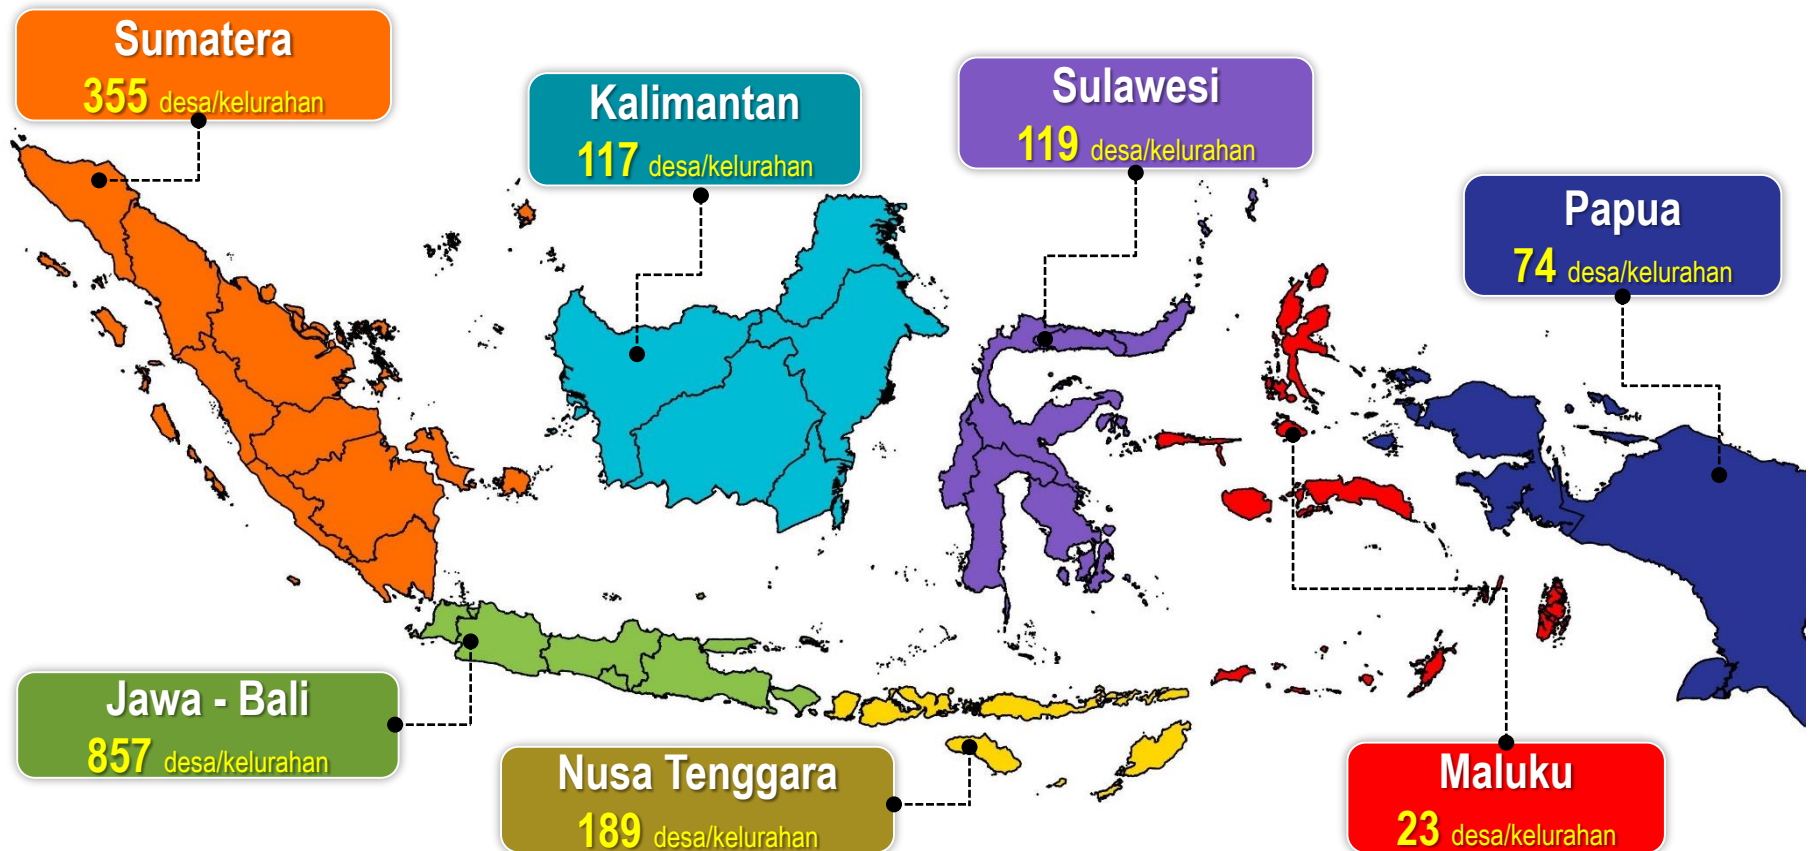 Sumatera
355 desa/kelurahan
Kalimantan
117 desa/kelurahan
Sulawesi
119 desa/kelurahan
Papua
74 desa/kelurahan
Jawa - Bali
857 desa/kelurahan
Nusa Tenggara
189 desa/kelurahan
Maluku
23 desa/kelurahan